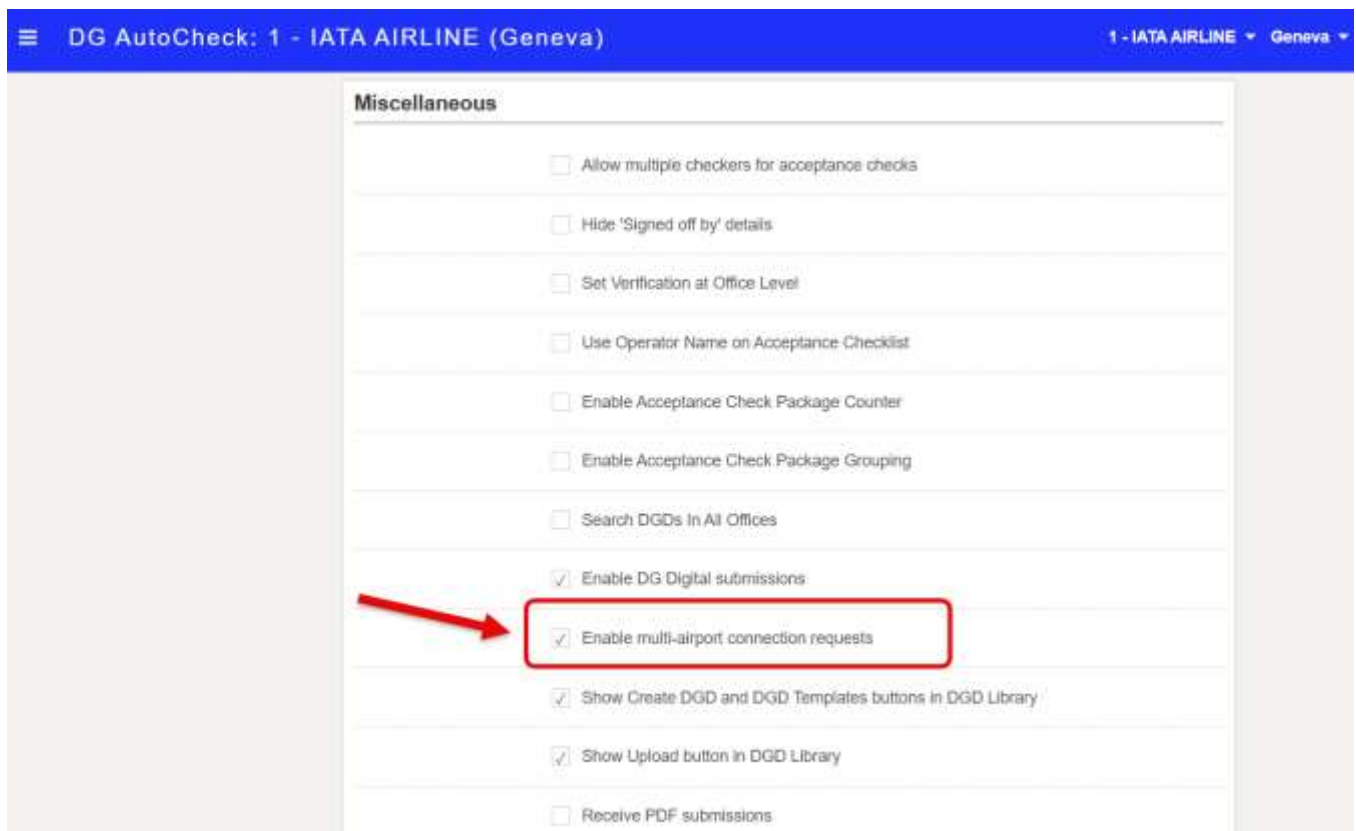 DG AutoCheck: 1 - IATA AIRLINE (Geneva) 1 - IATA AIRLINE Geneva
Miscellaneous
Allow multiple checkers for acceptance checks
Hide 'Signed off by' details
Set Verification at Office Level
Use Operator Name on Acceptance Checklist
Enable Acceptance Check Package Counter
Enable Acceptance Check Package Grouping
Search DGDs In All Offices
Enable DG Digital submissions
Enable multi-airport connection requests
Show Create DGD and DGD Templates buttons in DGD Library
Show Upload button in DGD Library
Receive PDF submissions